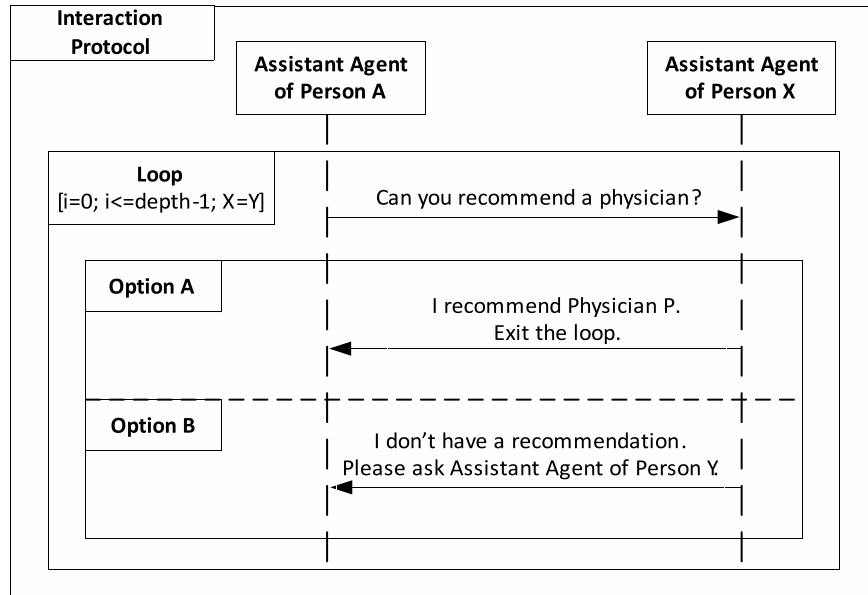 Interaction
Protocol
Assistant Agent
of Person A
Assistant Agent
of Person X
Loop
[i=0; i<=depth-1; X=Y]
Can you recommend a physician?
Option A
I recommend Physician P.
Exit the loop.
Option B
I don't have a recommendation.
Please ask Assistant Agent of Person Y.